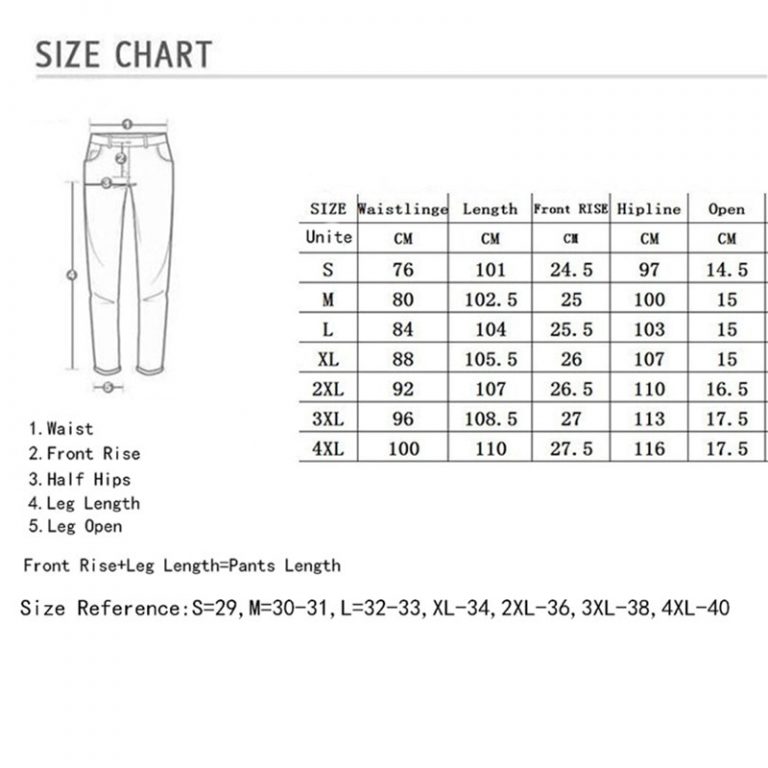 SIZE CHART
1
2
3
4
5
SIZE Waistlinge Length Front RISE Hipline Open
Unite CM CM CM CM CM
S 76 101 24.5 97 14.5
M 80 102.5 25 100 15
L 84 104 25.5 103 15
XL 88 105.5 26 107 15
2XL 92 107 26.5 110 16.5
3XL 96 108.5 27 113 17.5
4XL 100 110 27.5 116 17.5
1. Waist
2. Front Rise
3. Half Hips
4. Leg Length
5. Leg Open
Front Rise+Leg Length=Pants Length
Size Reference:S=29, M=30-31, L=32-33, XL-34, 2XL-36, 3XL-38, 4XL-40